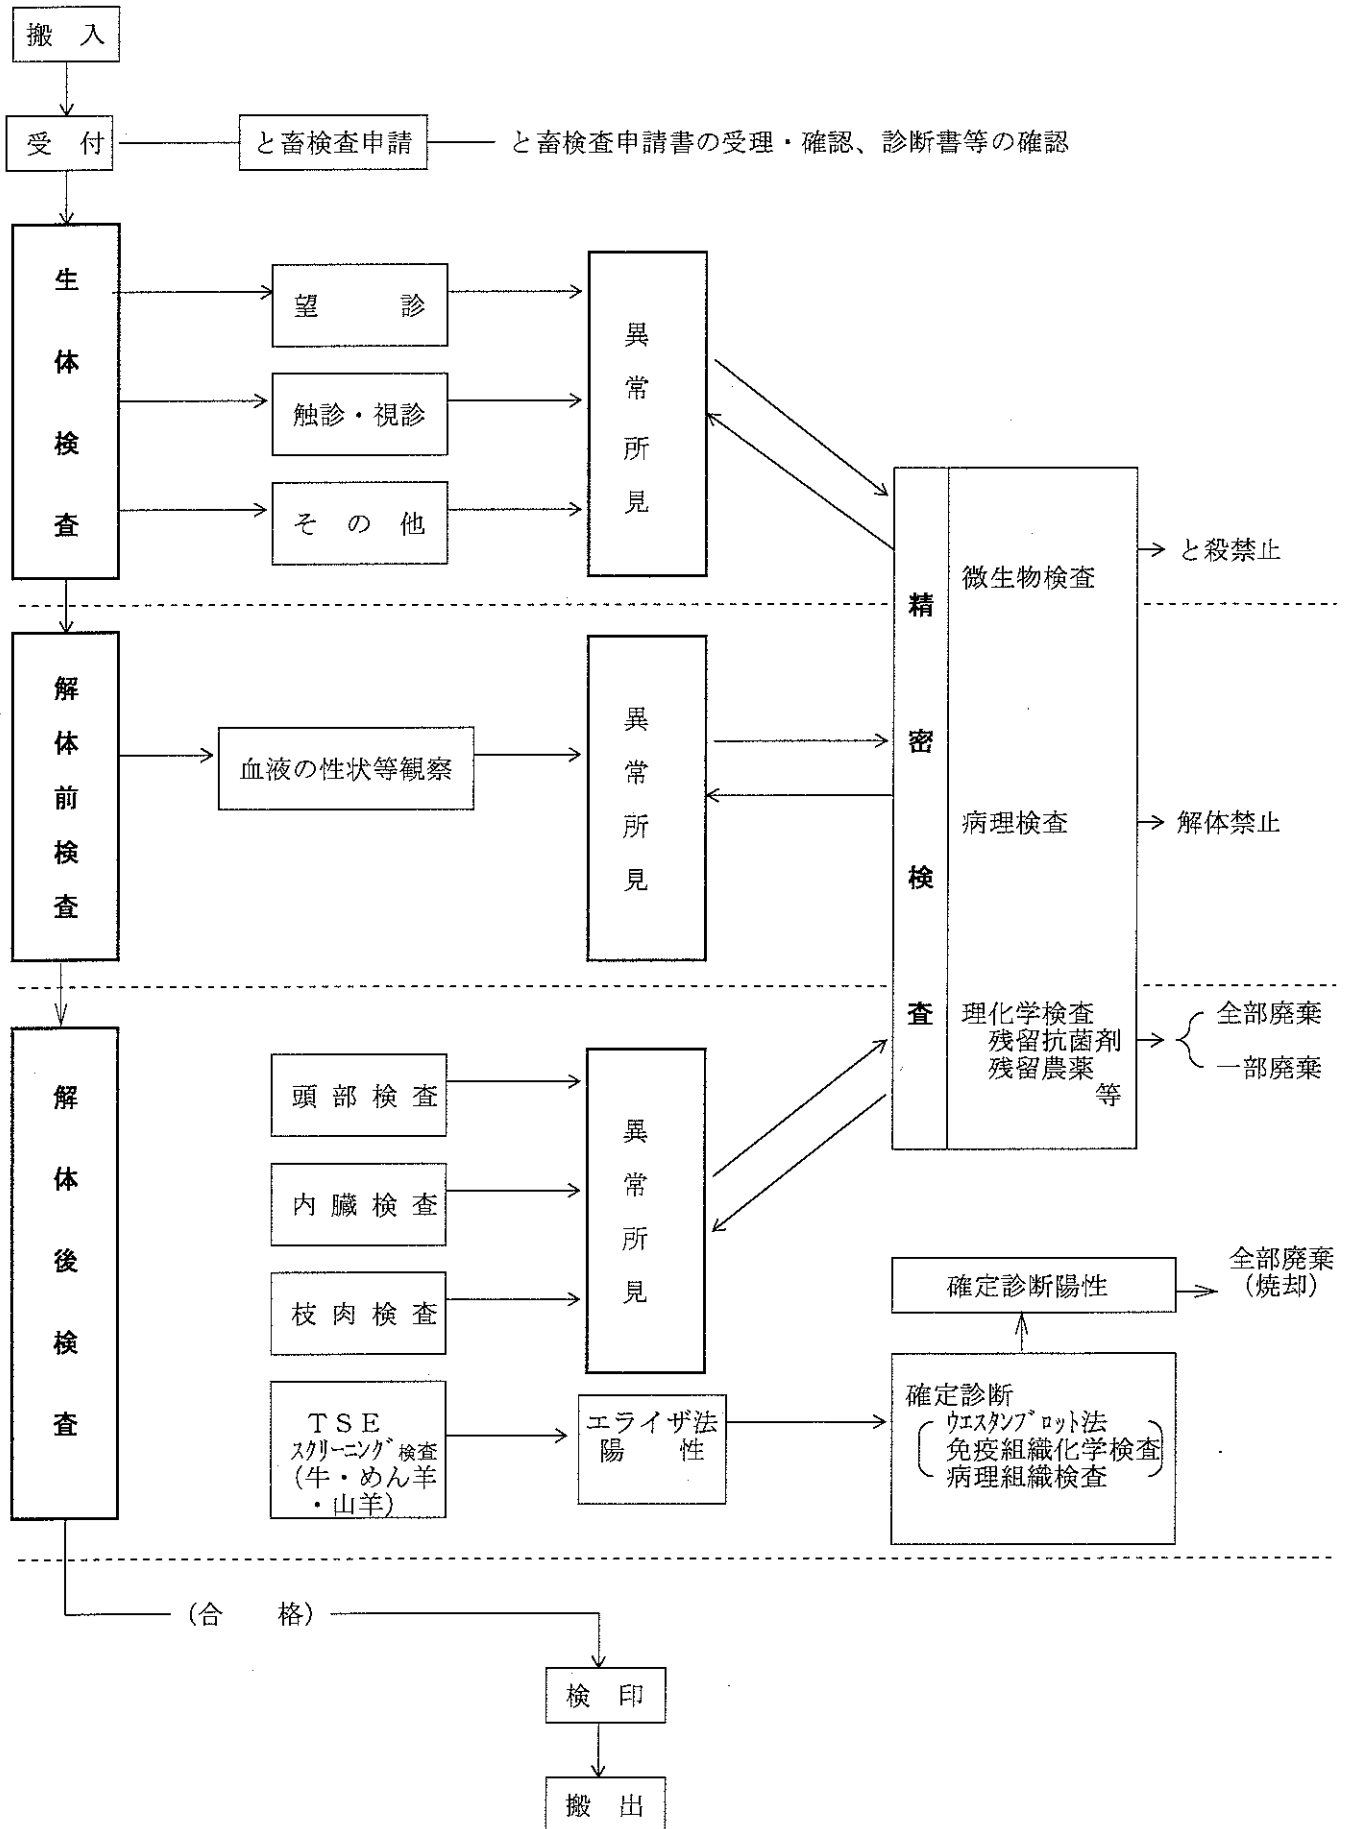 搬　入
受　付
と畜検査申請
と畜検査申請書の受理・確認、診断書等の確認
生体検査
望　　診
触診・視診
そ の 他
異常所見
解体前検査
血液の性状等観察
異常所見
精密検査
微生物検査
病理検査
理化学検査
残留抗菌剤
残留農薬
等
と殺禁止
解体禁止
全部廃棄
一部廃棄
解体後検査
頭部検査
内臓検査
枝肉検査
異常所見
TSE
ｽｸﾘｰﾆﾝｸﾞ検査
(牛・めん羊
・山羊)
エライザ法
陽　性
確定診断
ｳｴｽﾀﾝﾌﾞﾛｯﾄ法
免疫組織化学検査
病理組織検査
確定診断陽性
全部廃棄
(焼却)
(合　格)
検　印
搬　出